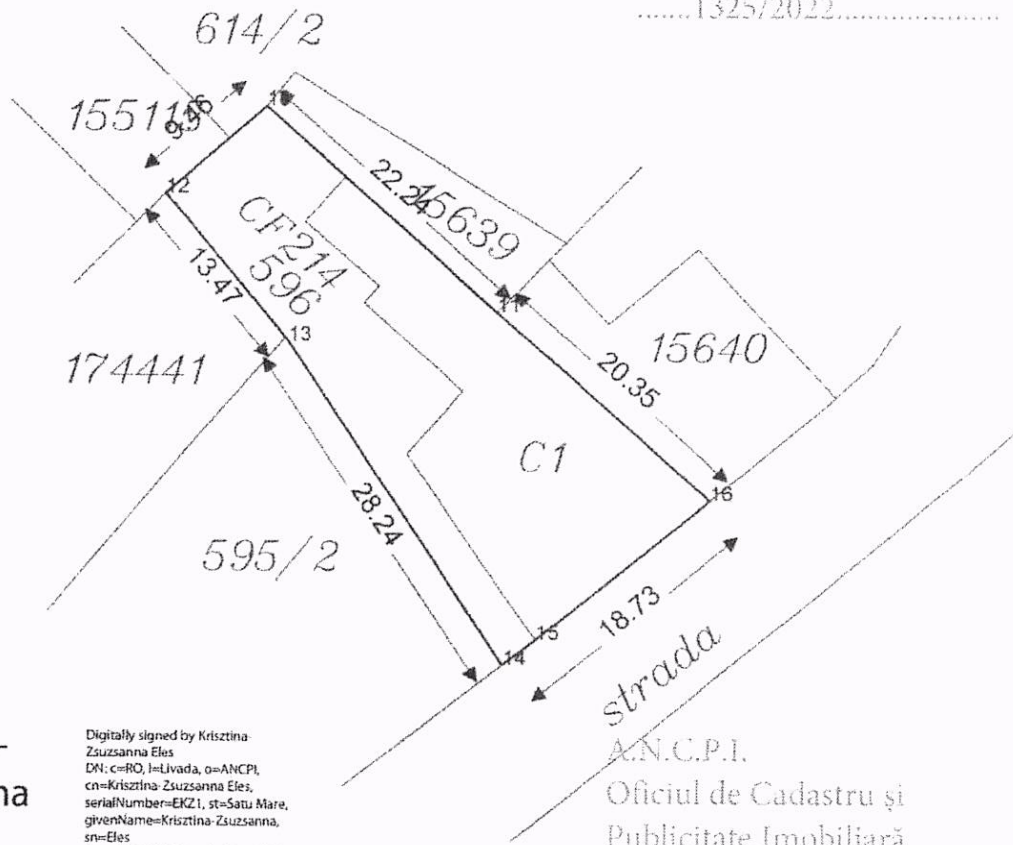 1325/2022
614/2
15511
9.46
12
22.24
15639
CF214
596
13.47
13
11
174441
20.35
15640
C1
16
28.24
595/2
18.73
15
14
strada
Digitally signed by Krisztina-
Zsuzsanna Eles
DN: c=RO, l=Livada, o=ANCPI,
cn=Krisztina-Zsuzsanna Eles,
serialNumber=EKZ1, st=Satu Mare,
givenName=Krisztina-Zsuzsanna,
sn=Eles
na
A.N.C.P.I.
Oficiul de Cadastru și
Publicitate Imobiliară